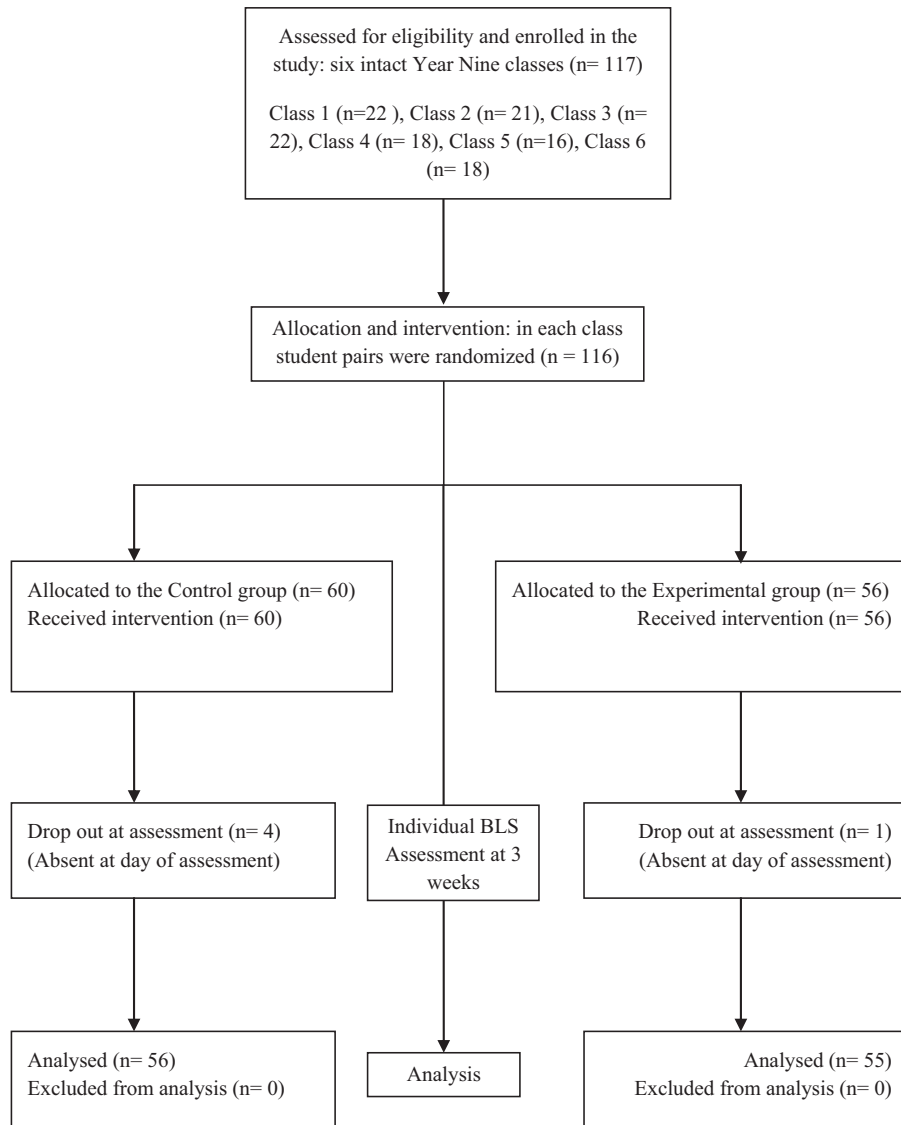 Assessed for eligibility and enrolled in the
study: six intact Year Nine classes (n= 117)
Class 1 (n=22 ), Class 2 (n= 21), Class 3 (n=
22), Class 4 (n= 18), Class 5 (n=16), Class 6
(n= 18)
Allocation and intervention: in each class
student pairs were randomized (n = 116)
Allocated to the Control group (n= 60)
Received intervention (n= 60)
Allocated to the Experimental group (n= 56)
Received intervention (n= 56)
Drop out at assessment (n= 4)
(Absent at day of assessment)
Individual BLS
Assessment at 3
weeks
Drop out at assessment (n= 1)
(Absent at day of assessment)
Analysed (n= 56)
Excluded from analysis (n= 0)
Analysis
Analysed (n= 55)
Excluded from analysis (n= 0)